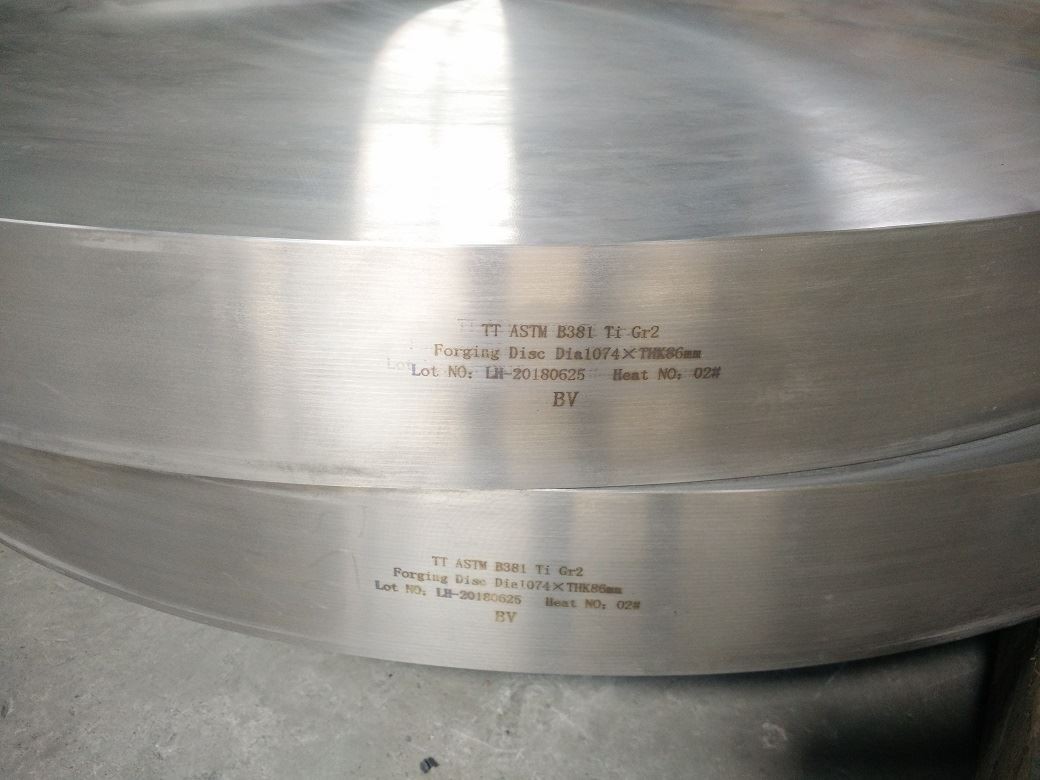 TT ASTM B381 Ti Gr2
Forging Disc Dia1074×THK86mm
Lot NO: LH-20180625 Heat NO: 02#
BV
TT ASTM B381 Ti Gr2
Forging Disc Dia1074×THK86mm
Lot NO: LH-20180625 Heat NO: 02#
BV